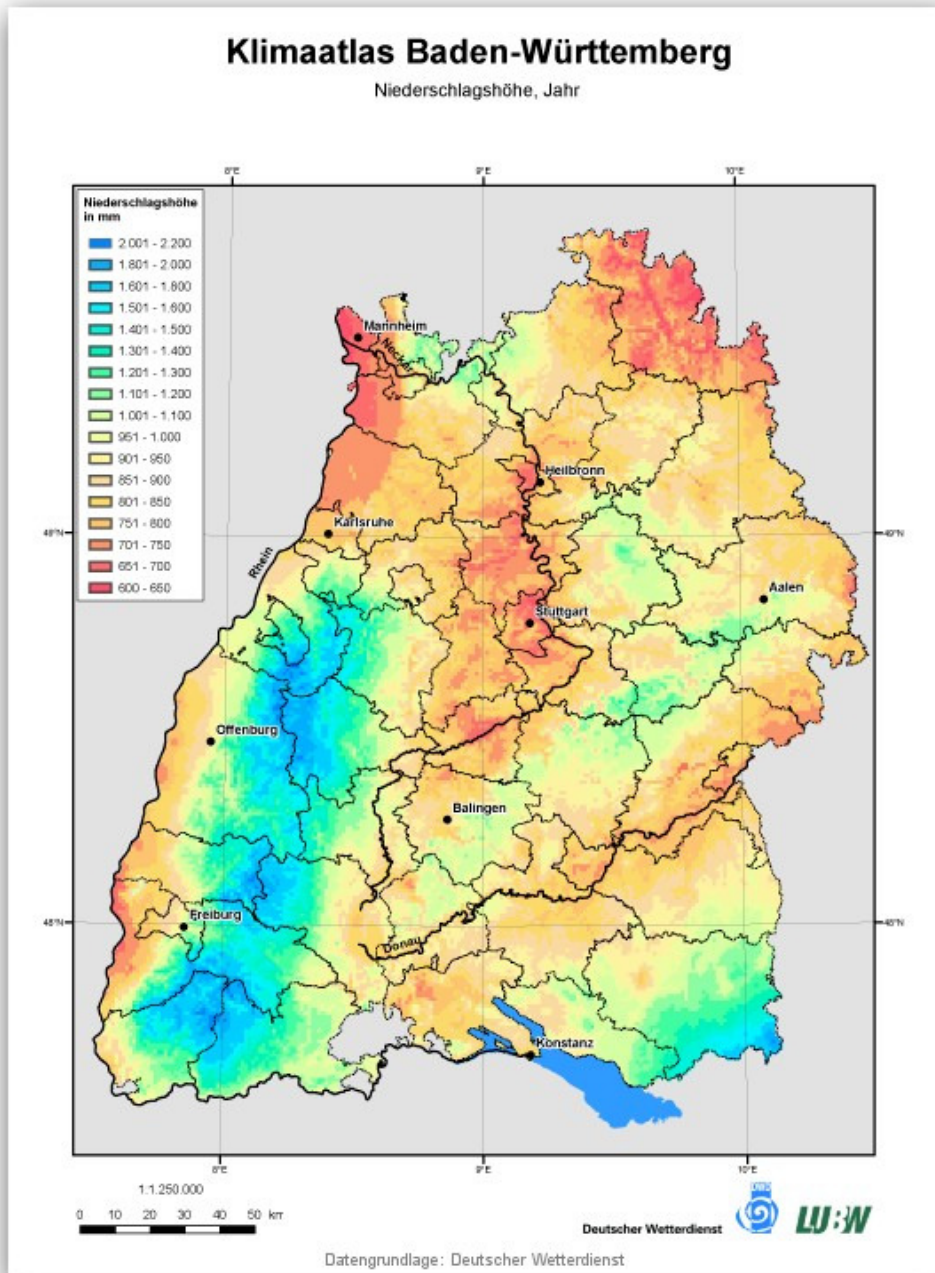 Klimaatlas Baden-Württemberg
Niederschlagshöhe, Jahr
8°E 9°E 10°E
Niederschlagshöhe
in mm
2.001 - 2.200
1.801 - 2.000
1.601 - 1.800
1.501 - 1.600
1.401 - 1.500
1.301 - 1.400
1.201 - 1.300
1.101 - 1.200
1.001 - 1.100
951 - 1.000
901 - 950
851 - 900
801 - 850
751 - 800
701 - 750
651 - 700
600 - 650
Mannheim
Neckar
Heilbronn
Karlsruhe
49°N 49°N
Rhein
Aalen
Stuttgart
Offenburg
Balingen
Freiburg
48°N 48°N
Donau
Konstanz
8°E 9°E 10°E
1:1.250.000
0 10 20 30 40 50 km
DWD
Deutscher Wetterdienst
LUBW
Datengrundlage: Deutscher Wetterdienst